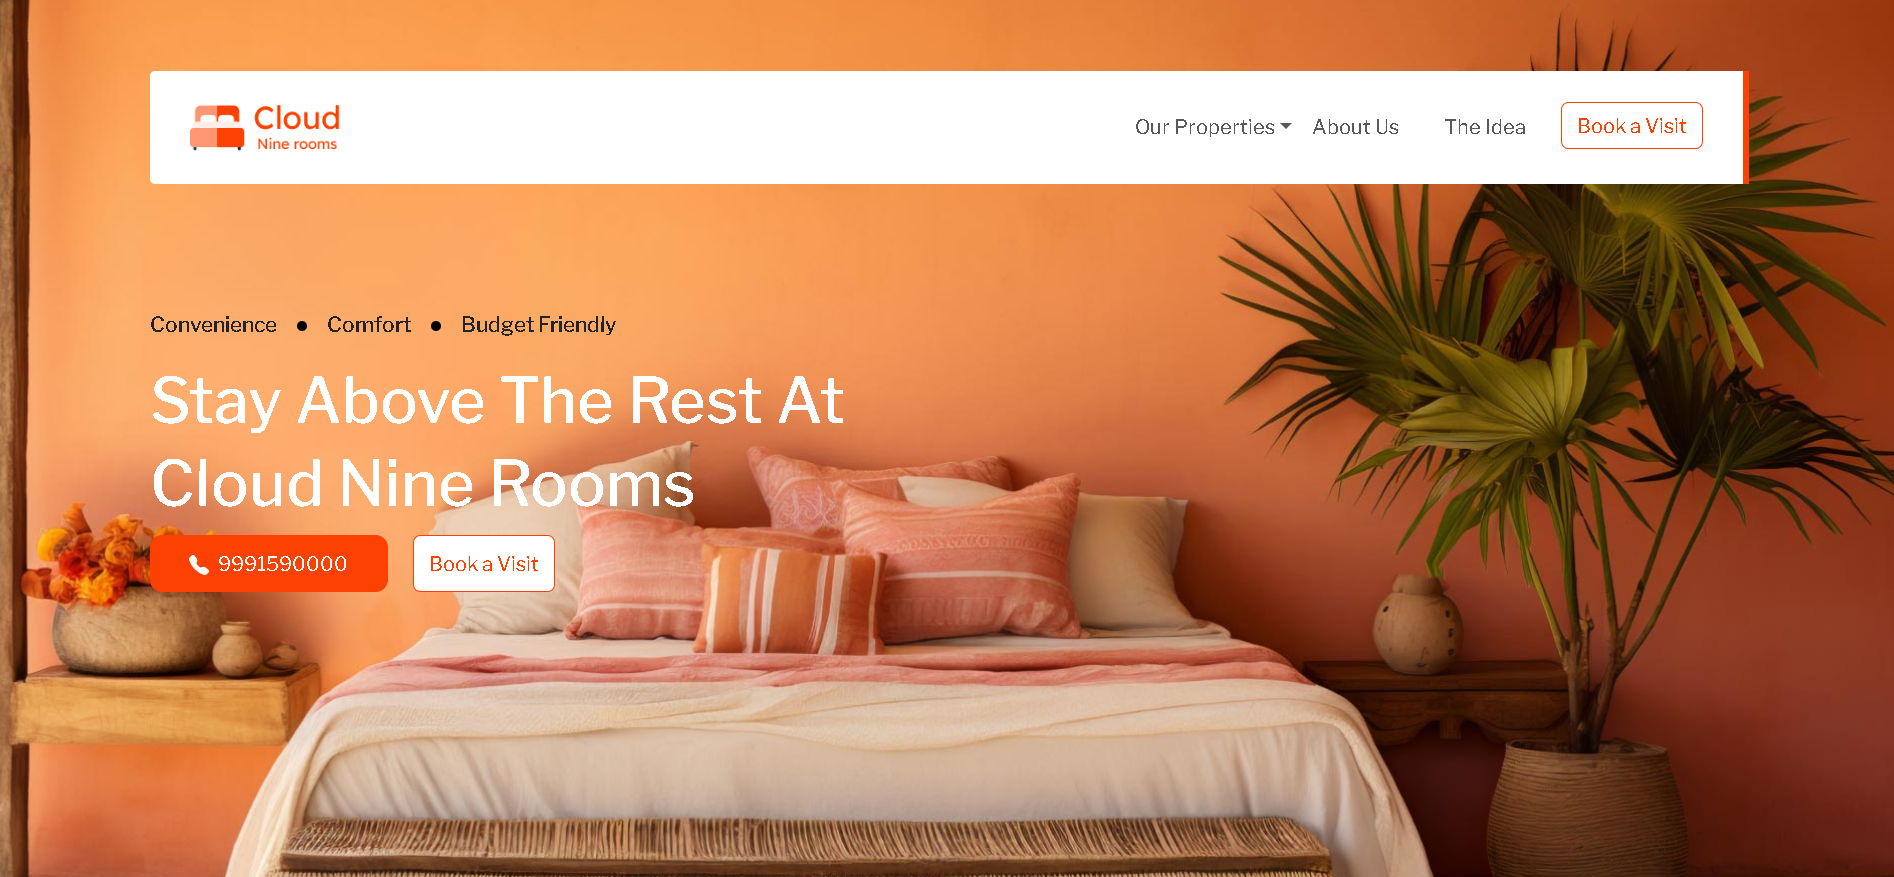 Cloud
Nine rooms
Our Properties About Us The Idea Book a Visit
Convenience • Comfort • Budget Friendly
Stay Above The Rest At
Cloud Nine Rooms
9991590000 Book a Visit